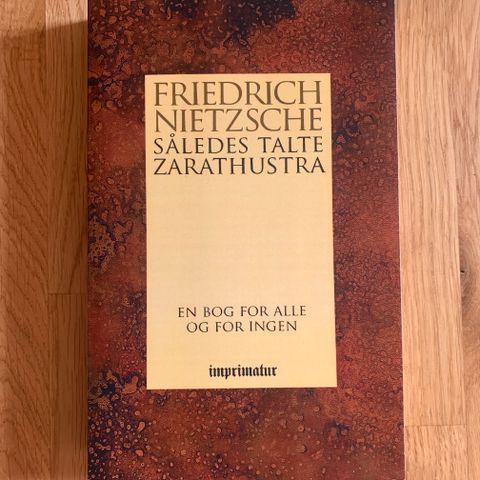 FRIEDRICH
NIETZSCHE
SÅLEDES TALTE
ZARATHUSTRA
EN BOG FOR ALLE
OG FOR INGEN
imprimatur